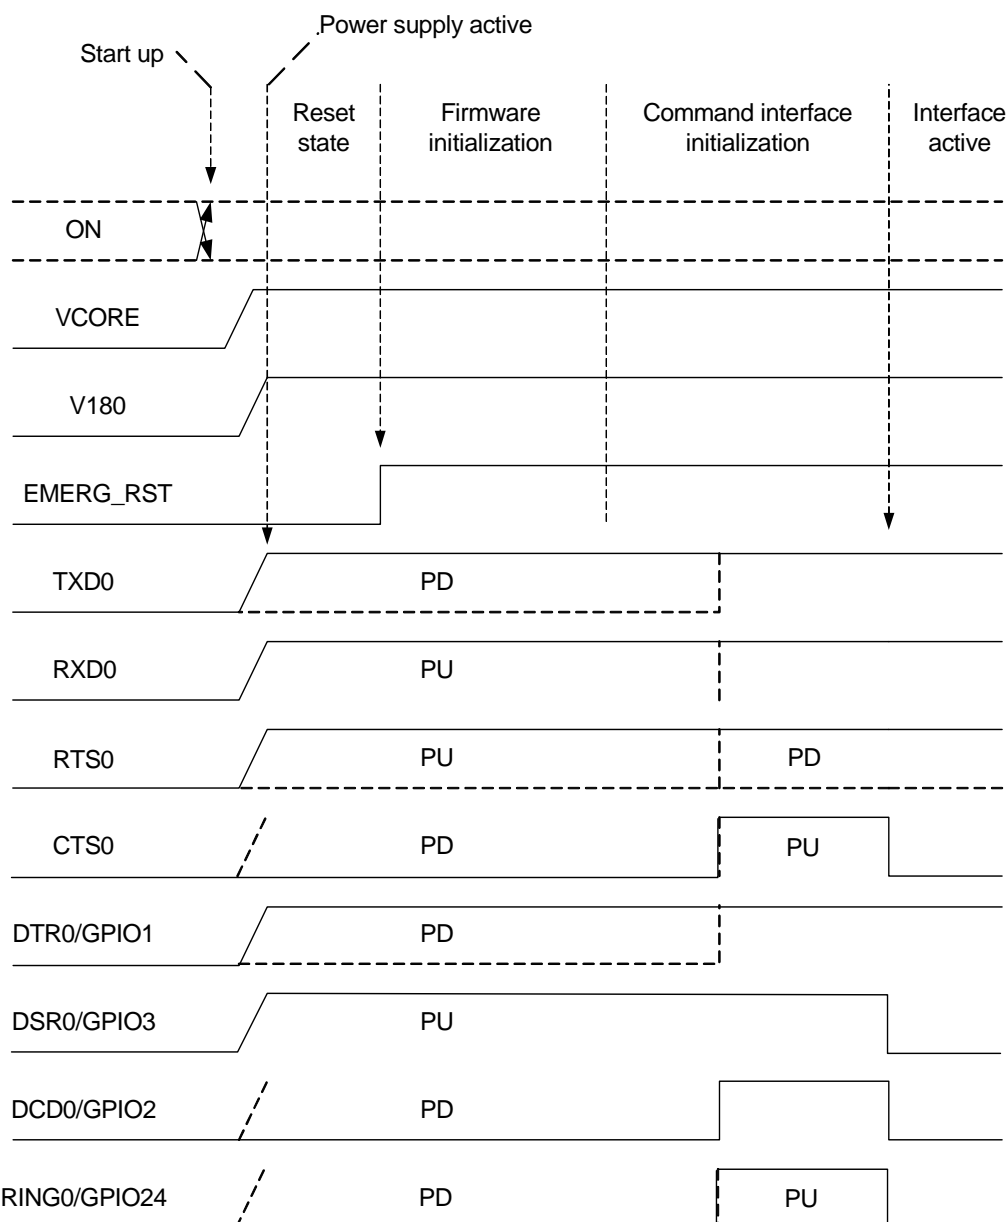 Power supply active
Start up
Reset
state
Firmware
initialization
Command interface
initialization
Interface
active
ON
VCORE
V180
EMERG_RST
TXD0 PD
RXD0 PU
RTS0 PU PD
CTS0 PD PU
DTR0/GPIO1 PD
DSR0/GPIO3 PU
DCD0/GPIO2 PD
RING0/GPIO24 PD PU